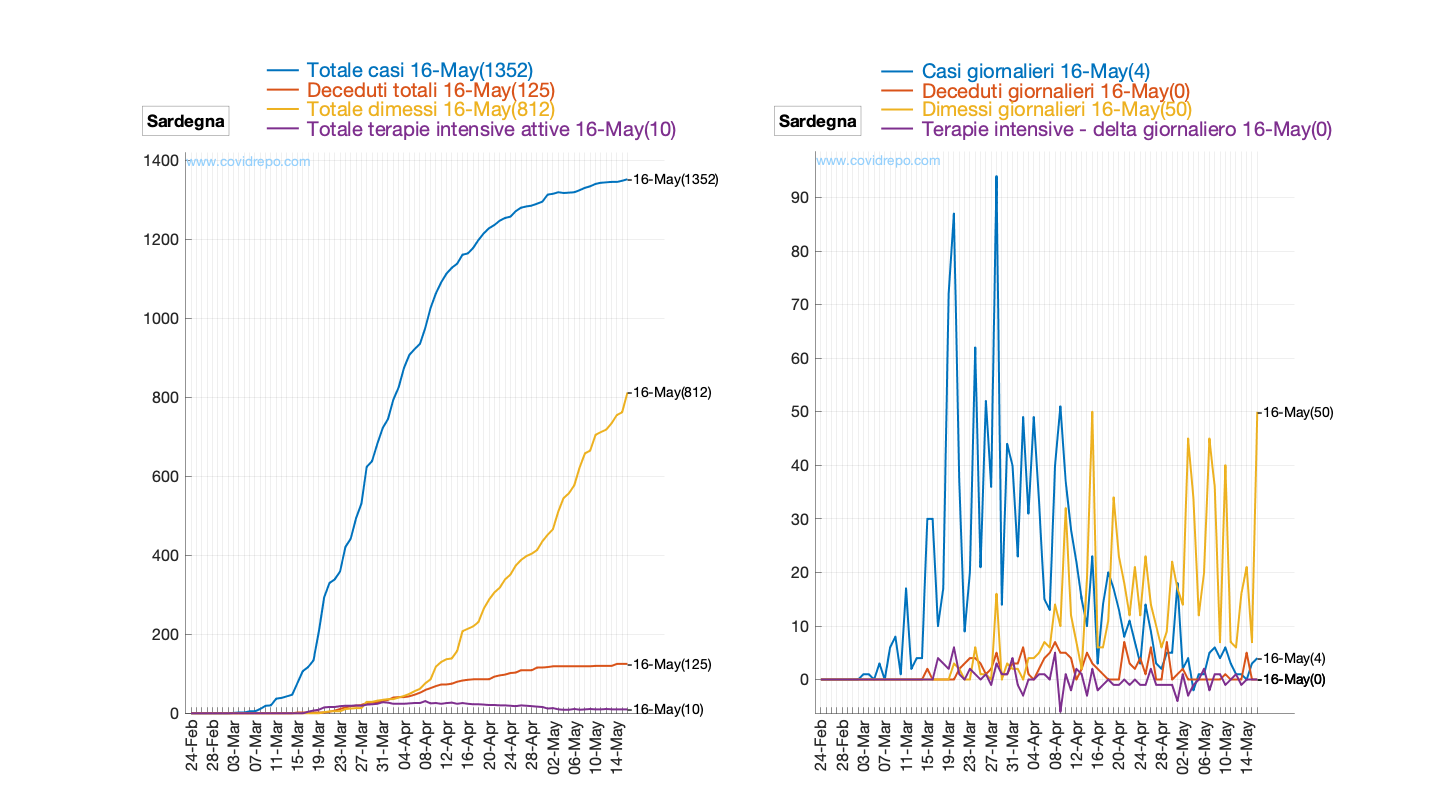 Totale casi 16-May(1352)
Deceduti totali 16-May(125)
Totale dimessi 16-May(812)
Totale terapie intensive attive 16-May(10)
Sardegna
www.covidrepo.com
1400
1200
1000
800
600
400
200
0
16-May(1352)
16-May(812)
16-May(125)
16-May(10)
24-Feb
28-Feb
03-Mar
07-Mar
11-Mar
15-Mar
19-Mar
23-Mar
27-Mar
31-Mar
04-Apr
08-Apr
12-Apr
16-Apr
20-Apr
24-Apr
28-Apr
02-May
06-May
10-May
14-May
Casi giornalieri 16-May(4)
Deceduti giornalieri 16-May(0)
Dimessi giornalieri 16-May(50)
Terapie intensive - delta giornaliero 16-May(0)
Sardegna
www.covidrepo.com
90
80
70
60
50
40
30
20
10
0
16-May(50)
16-May(4)
16-May(0)
24-Feb
28-Feb
03-Mar
07-Mar
11-Mar
15-Mar
19-Mar
23-Mar
27-Mar
31-Mar
04-Apr
08-Apr
12-Apr
16-Apr
20-Apr
24-Apr
28-Apr
02-May
06-May
10-May
14-May